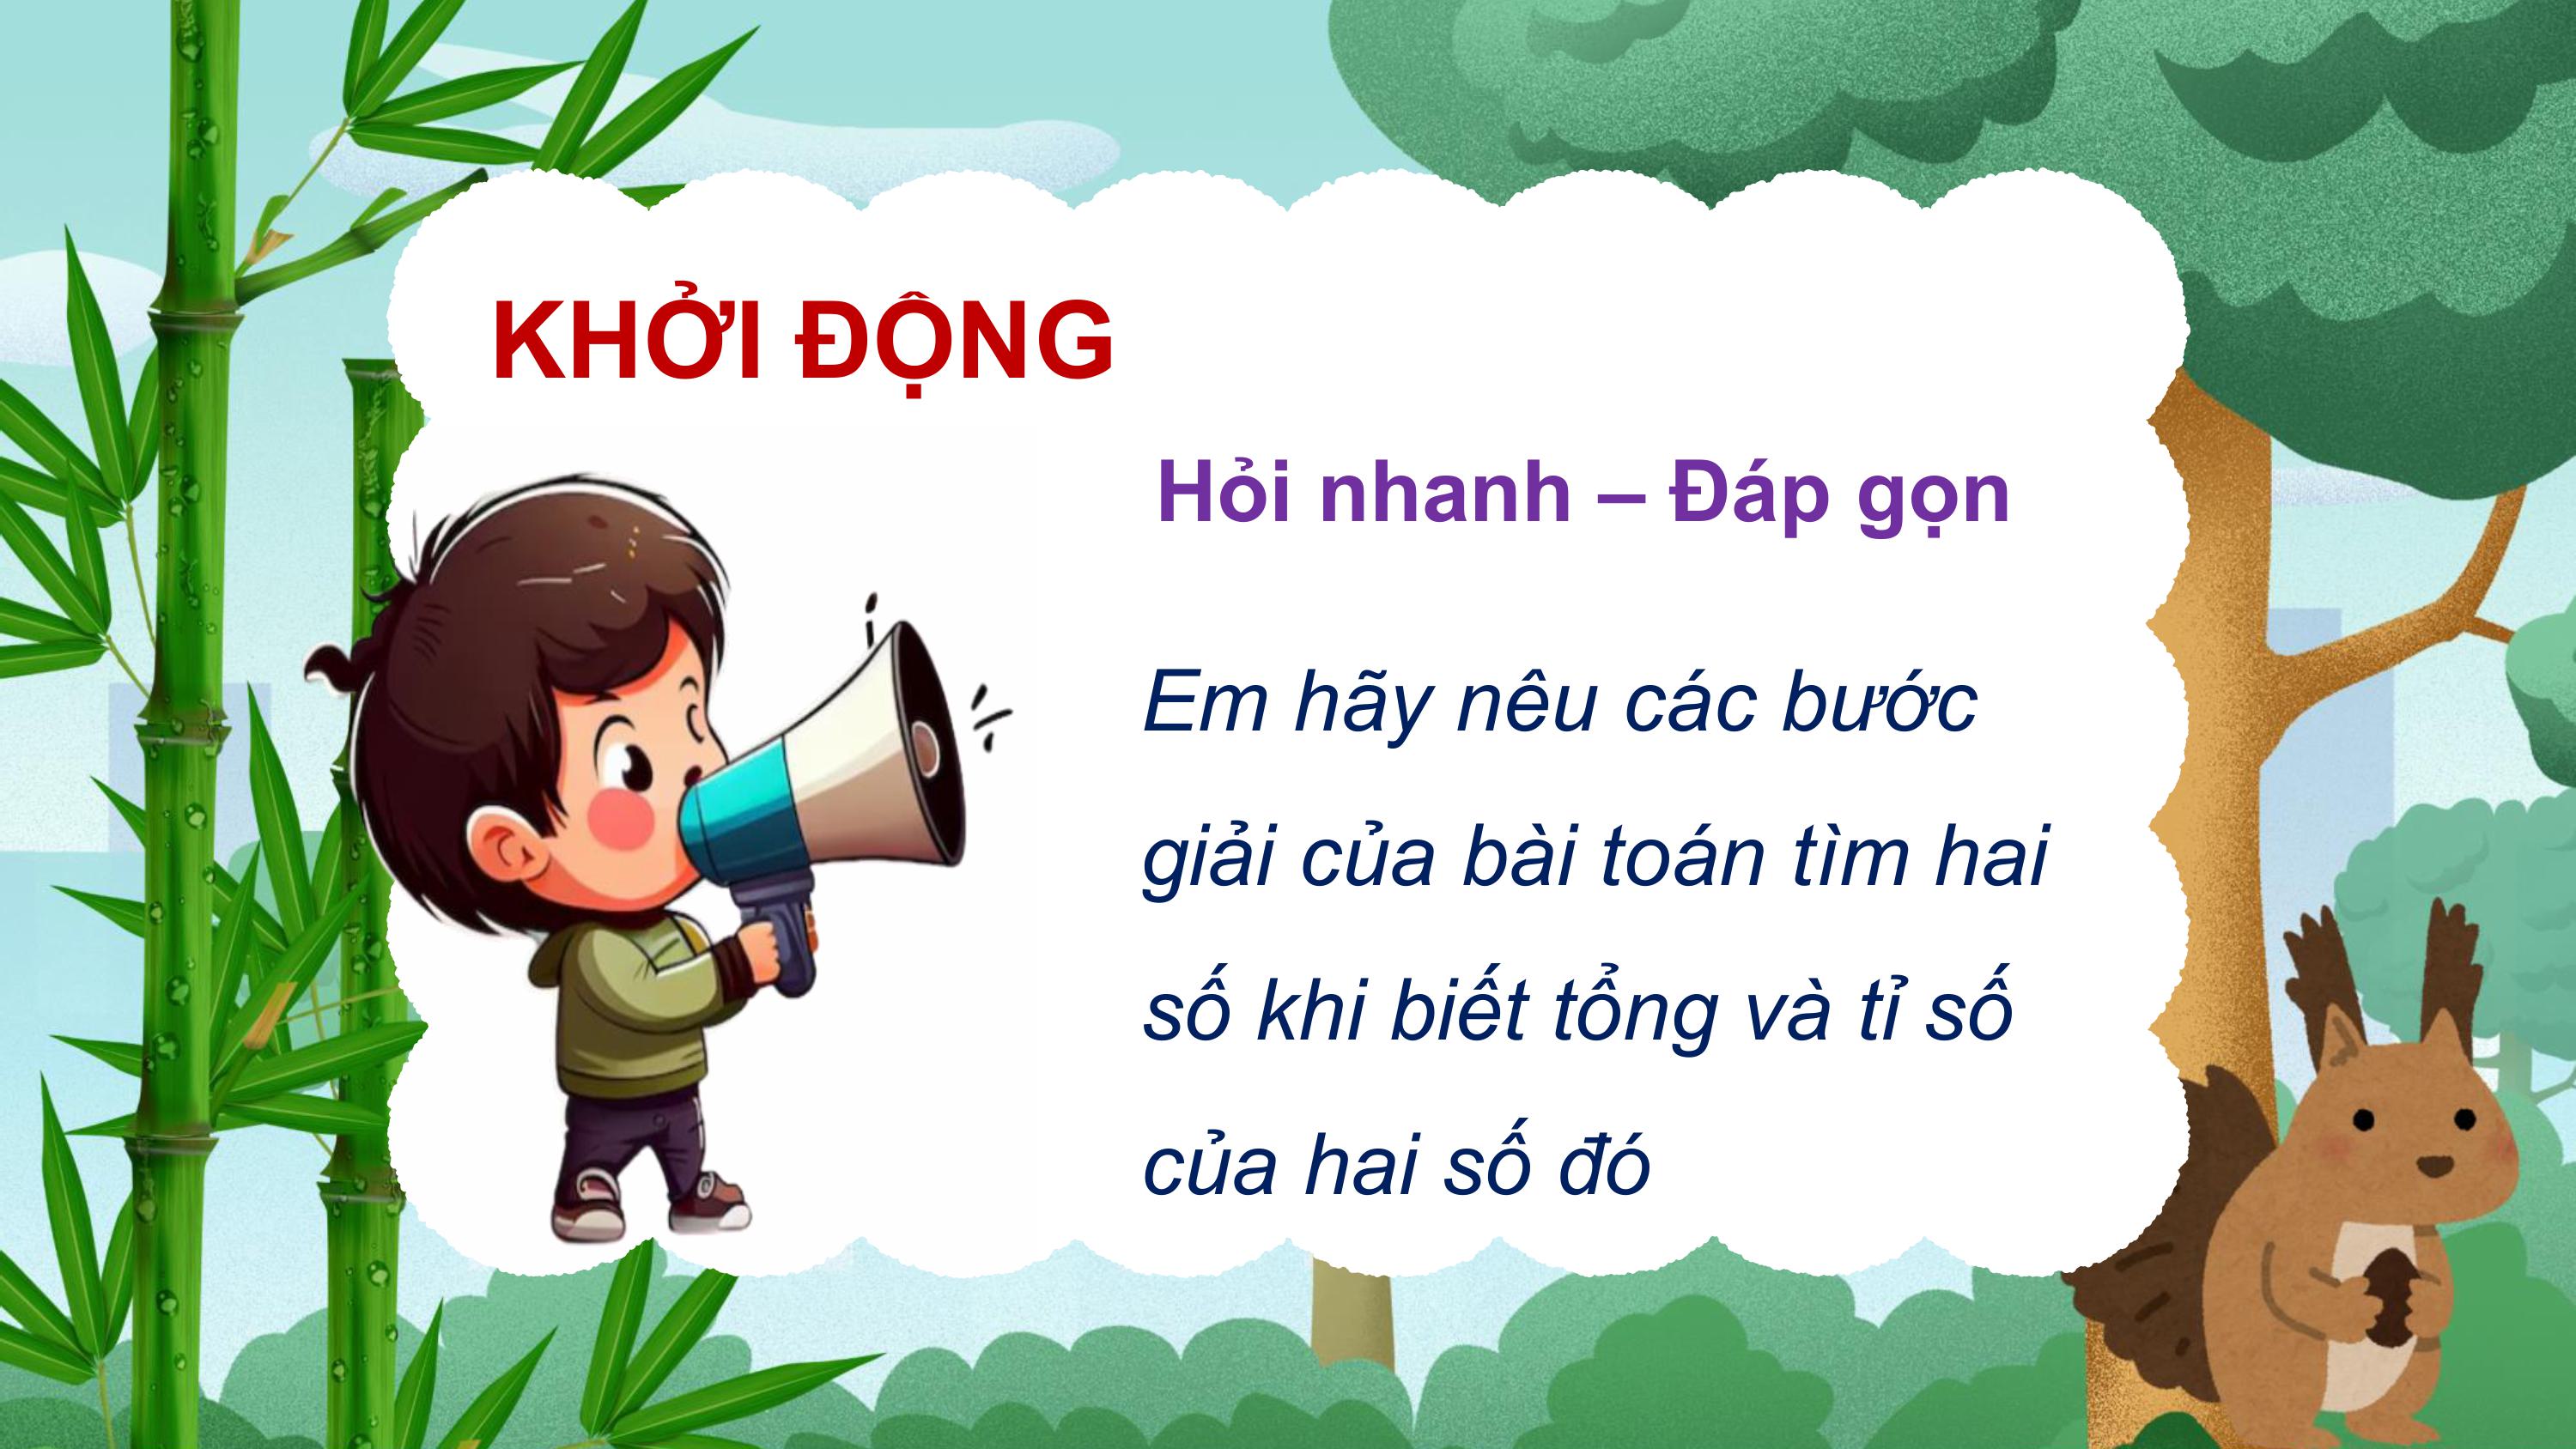 KHỞI ĐỘNG
Hỏi nhanh – Đáp gọn
Em hãy nêu các bước
giải của bài toán tìm hai
số khi biết tổng và tỉ số
của hai số đó